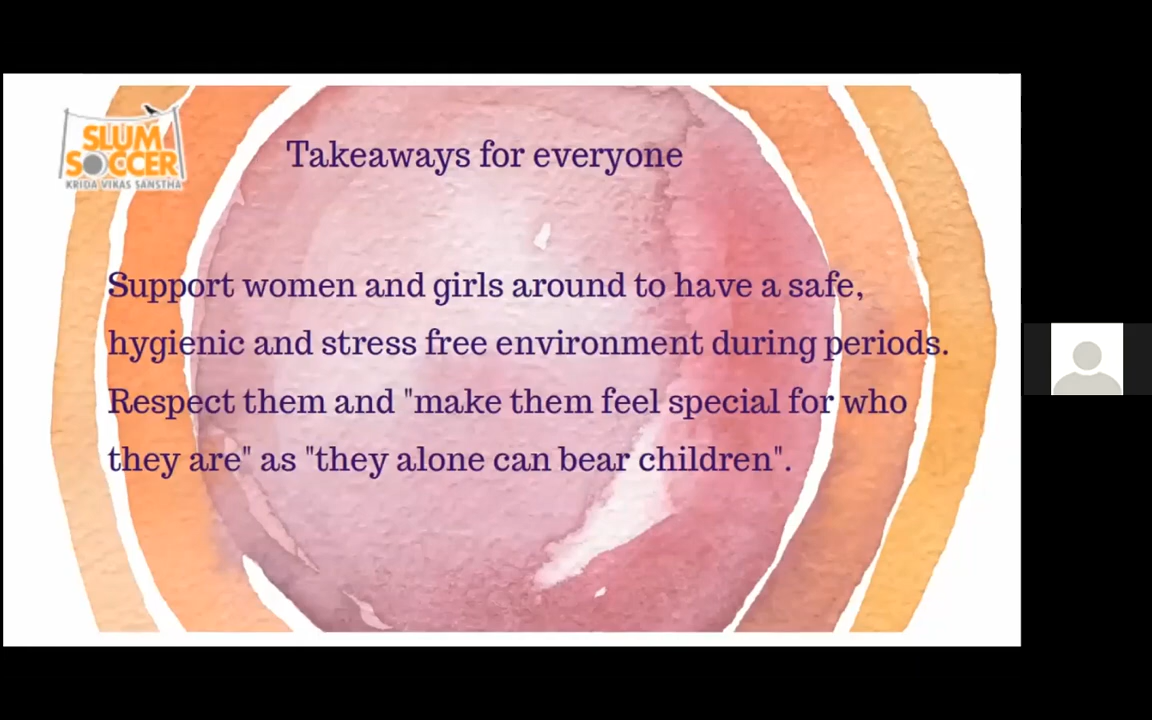 SLUM
SOCCER
KRIDA VIKAS SANSTHA
Takeaways for everyone
Support women and girls around to have a safe,
hygienic and stress free environment during periods.
Respect them and "make them feel special for who
they are" as "they alone can bear children".